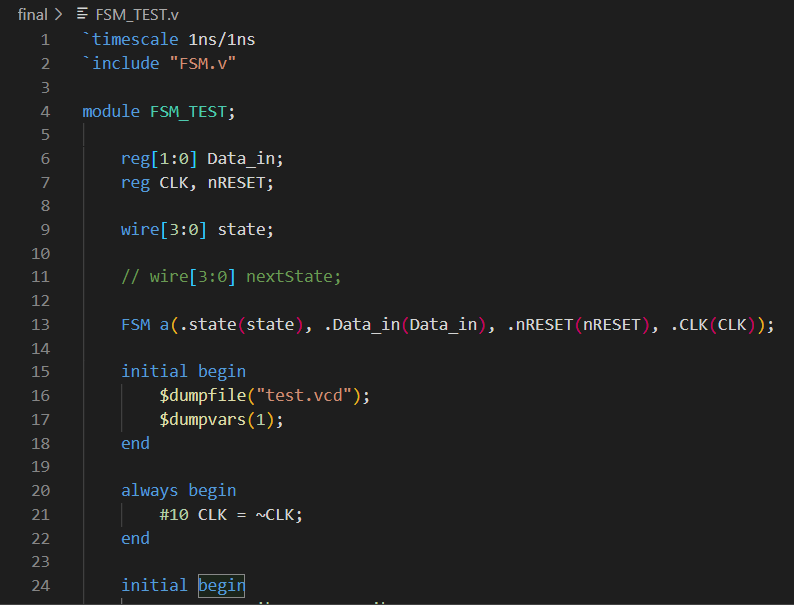 final > FSM_TEST.v
1 `timescale 1ns/1ns
2 `include "FSM.v"
3
4 module FSM_TEST;
5
6 reg[1:0] Data_in;
7 reg CLK, nRESET;
8
9 wire[3:0] state;
10
11 // wire[3:0] nextState;
12
13 FSM a(.state(state), .Data_in(Data_in), .nRESET(nRESET), .CLK(CLK));
14
15 initial begin
16 $dumpfile("test.vcd");
17 $dumpvars(1);
18 end
19
20 always begin
21 #10 CLK = ~CLK;
22 end
23
24 initial begin